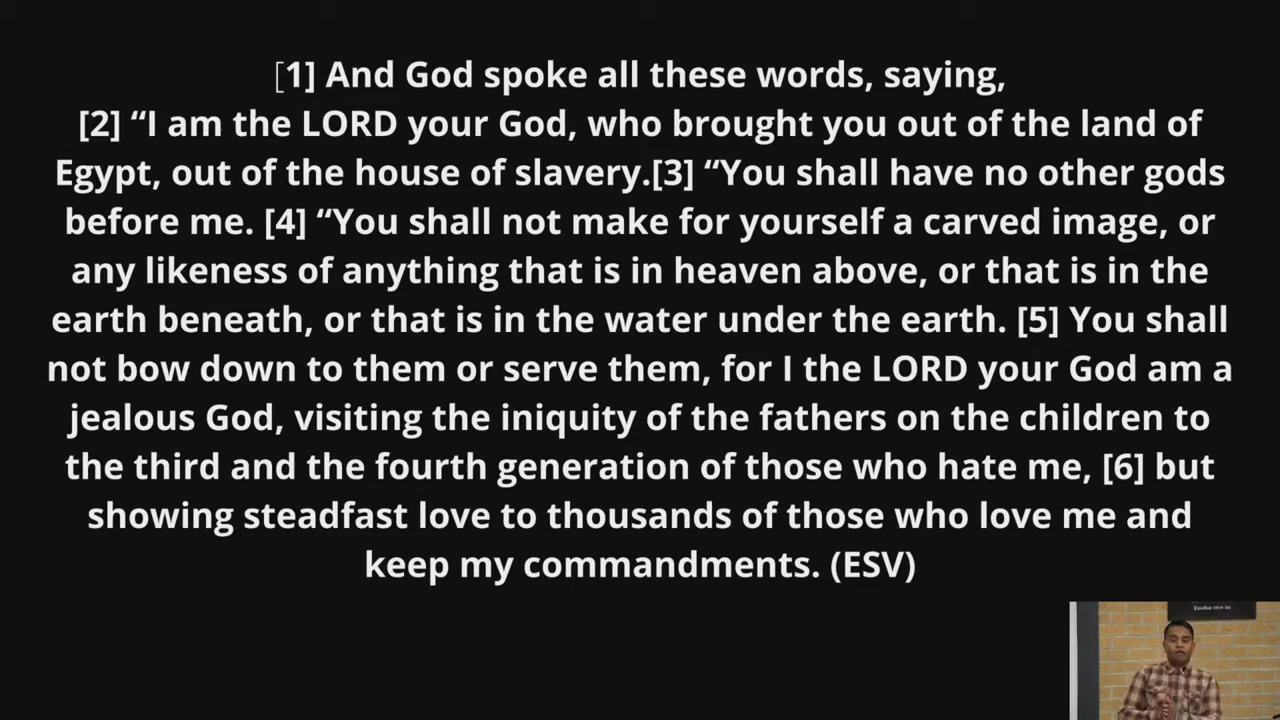 [1] And God spoke all these words, saying,
[2] “I am the LORD your God, who brought you out of the land of
Egypt, out of the house of slavery.[3] “You shall have no other gods
before me. [4] “You shall not make for yourself a carved image, or
any likeness of anything that is in heaven above, or that is in the
earth beneath, or that is in the water under the earth. [5] You shall
not bow down to them or serve them, for I the LORD your God am a
jealous God, visiting the iniquity of the fathers on the children to
the third and the fourth generation of those who hate me, [6] but
showing steadfast love to thousands of those who love me and
keep my commandments. (ESV)